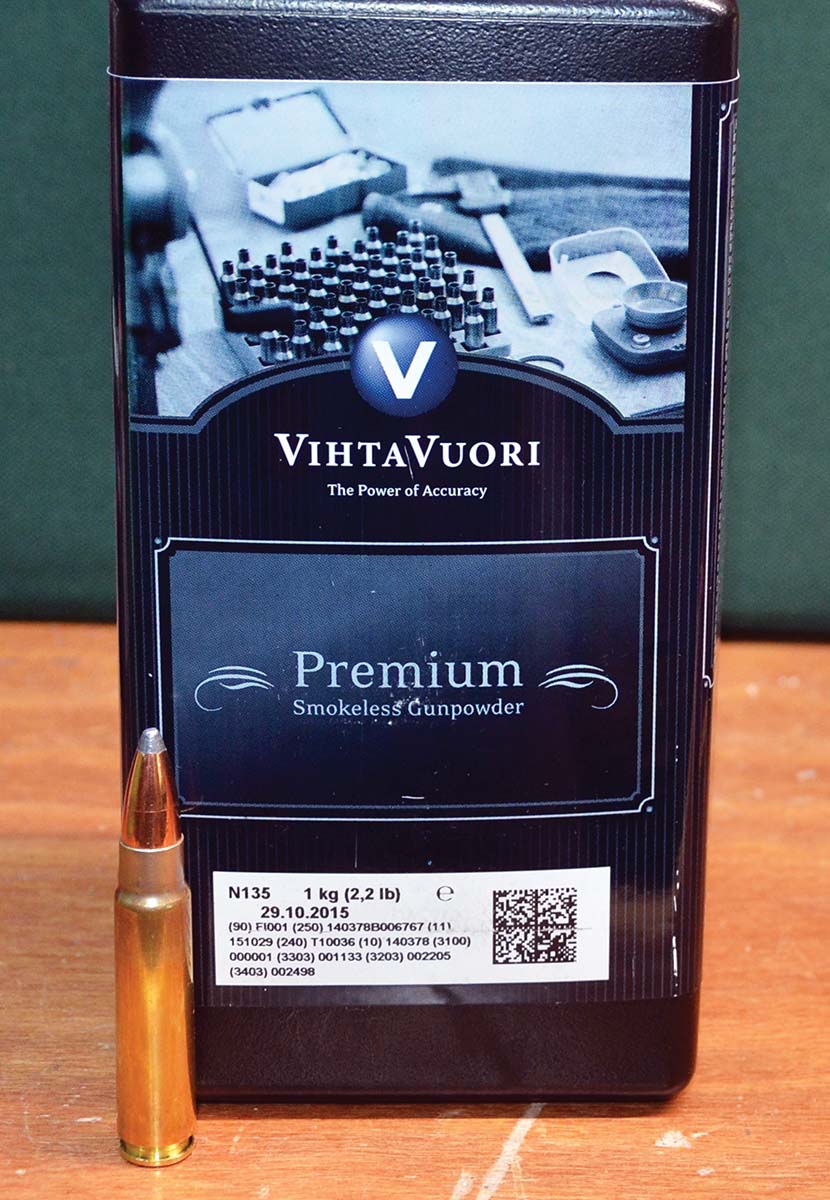 V
VIHTAVUORI
The Power of Accuracy
Premium
Smokeless Gunpowder
N135 1 kg (2,2 lb) ℮
29.10.2015
(90) FI001 (250) 140378B006767 (11)
151029 (240) T10036 (10) 140378 (3100)
000001 (3303) 001133 (3203) 002205
(3403) 002498